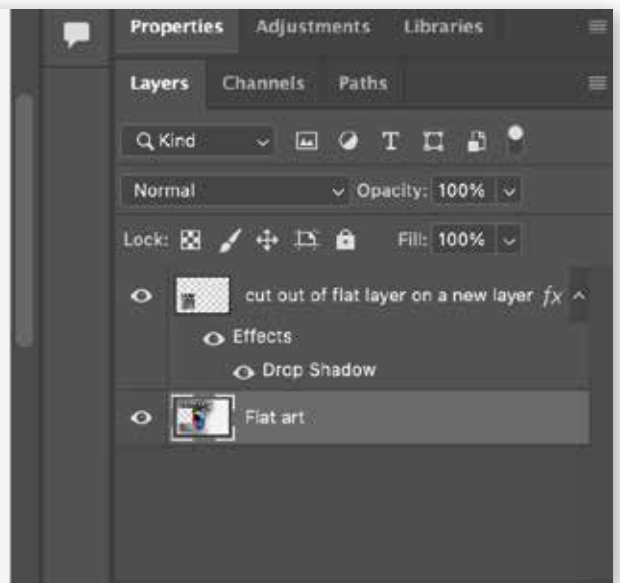 Properties Adjustments Libraries
Layers Channels Paths
Kind
Normal Opacity: 100%
Lock: Fill: 100%
cut out of flat layer on a new layer fx
Effects
Drop Shadow
Flat art